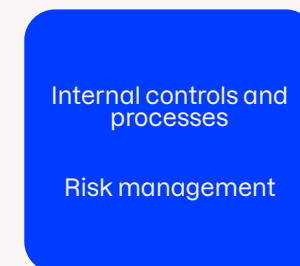 Internal controls and
processes
Risk management